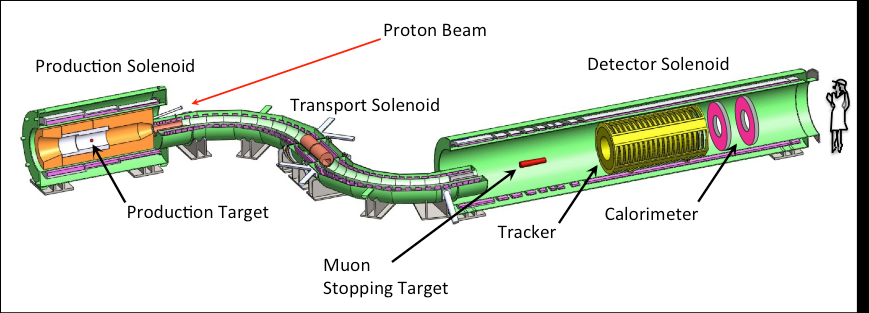 Proton Beam
Production Solenoid
Detector Solenoid
Transport Solenoid
Production Target
Calorimeter
Tracker
Muon
Stopping Target